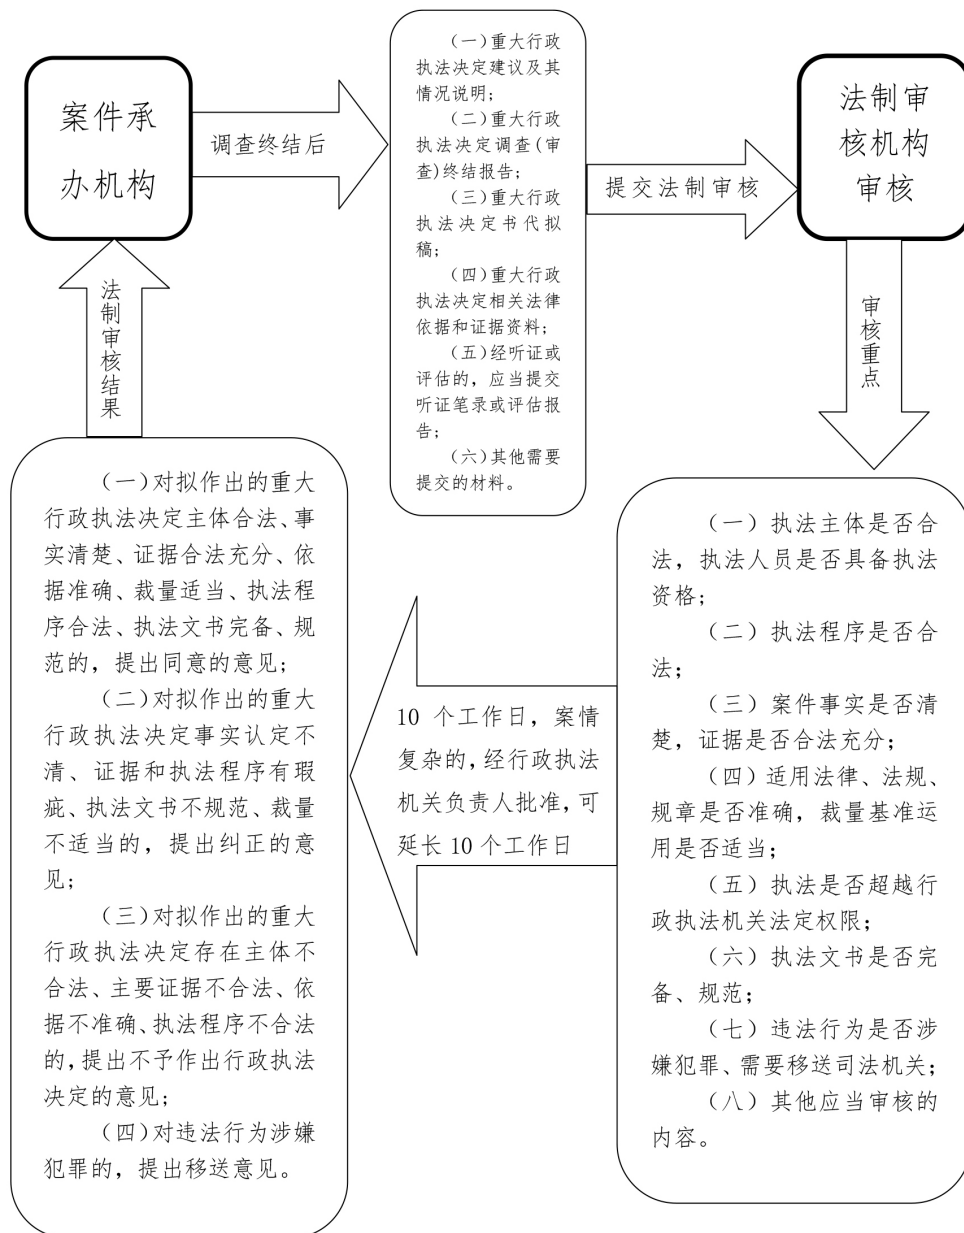 案件承
办机构
调查终结后
（一）重大行政
执法决定建议及其
情况说明；
（二）重大行政
执法决定调查(审
查)终结报告；
（三）重大行政
执法决定书代拟
稿；
（四）重大行政
执法决定相关法律
依据和证据资料；
（五）经听证或
评估的，应当提交
听证笔录或评估报
告；
（六）其他需要
提交的材料。
提交法制审核
法制审
核机构
审核
审核重点
（一）执法主体是否合
法，执法人员是否具备执法
资格；
（二）执法程序是否合
法；
（三）案件事实是否清
楚，证据是否合法充分；
（四）适用法律、法规、
规章是否准确，裁量基准运
用是否适当；
（五）执法是否超越行
政执法机关法定权限；
（六）执法文书是否完
备、规范；
（七）违法行为是否涉
嫌犯罪、需要移送司法机关；
（八）其他应当审核的
内容。
10 个工作日，案情
复杂的，经行政执法
机关负责人批准，可
延长 10 个工作日
（一）对拟作出的重大
行政执法决定主体合法、事
实清楚、证据合法充分、依
据准确、裁量适当、执法程
序合法、执法文书完备、规
范的，提出同意的意见；
（二）对拟作出的重大
行政执法决定事实认定不
清、证据和执法程序有瑕
疵、执法文书不规范、裁量
不适当的，提出纠正的意
见；
（三）对拟作出的重大
行政执法决定存在主体不
合法、主要证据不合法、依
据不准确、执法程序不合法
的，提出不予作出行政执法
决定的意见；
（四）对违法行为涉嫌
犯罪的，提出移送意见。
法制审核结果